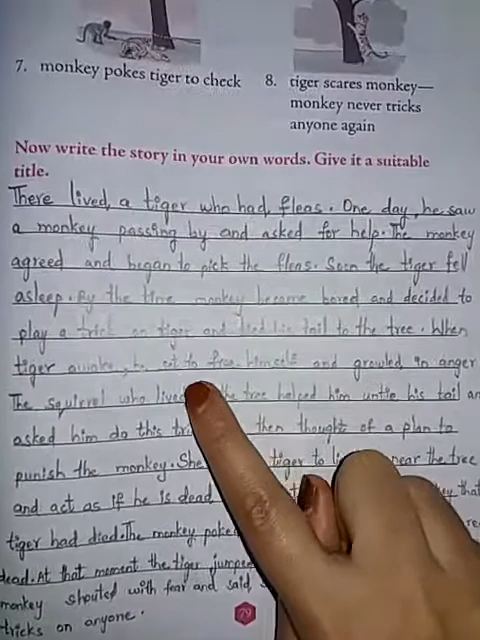 7. monkey pokes tiger to check
8. tiger scares monkey—
monkey never tricks
anyone again
Now write the story in your own words. Give it a suitable
title.
There lived, a tiger who had, fleas. One day, he saw
a monkey passing by and asked for help. The monkey
agreed and began to pick the fleas. Soon the tiger fell
asleep. By the time monkey became bored and decided to
play a trick on tiger and tied his tail to the tree. When
tiger awake, he to free himself and growled in anger
The squirrel who lived the tree helped him untie his tail an
asked him do this then thought of a plan to
punish the monkey. She tiger to near the tree
and act as if he is dead that
tiger had died. The monkey poke
dead. At that moment the tiger jumpe
monkey shouted with fear and said,
tricks on anyone.
79